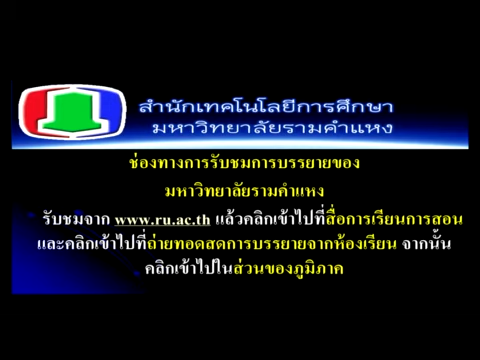 สำนักเทคโนโลยีการศึกษา
มหาวิทยาลัยรามคำแหง
ช่องทางการรับชมการบรรยายของ
มหาวิทยาลัยรามคำแหง
รับชมจาก www.ru.ac.th แล้วคลิกเข้าไปที่สื่อการเรียนการสอน
และคลิกเข้าไปที่ถ่ายทอดสดการบรรยายจากห้องเรียน จากนั้น
คลิกเข้าไปในส่วนของภูมิภาค